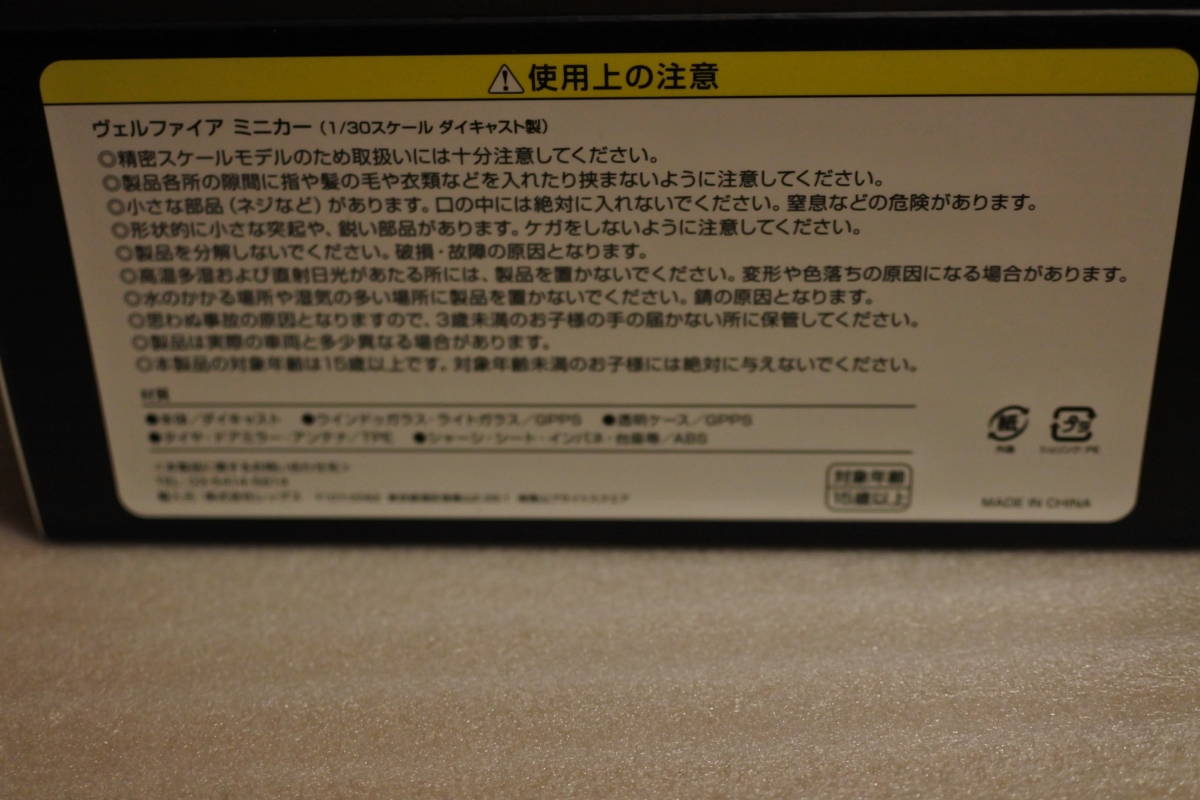 使用上の注意
ヴェルファイア ミニカー（1/30スケール ダイキャスト製）
◎精密スケールモデルのため取扱いには十分注意してください。
◎製品各所の隙間に指や髪の毛や衣類などを入れたり挟まないように注意してください。
◎小さな部品（ネジなど）があります。口の中には絶対に入れないでください。窒息などの危険があります。
◎形状的に小さな突起や、鋭い部品があります。ケガをしないように注意してください。
◎製品を分解しないでください。破損・故障の原因となります。
◎高温多湿および直射日光があたる所には、製品を置かないでください。変形や色落ちの原因になる場合があります。
◎水のかかる場所や湿気の多い場所に製品を置かないでください。錆の原因となります。
◎思わぬ事故の原因となりますので、3歳未満のお子様の手の届かない所に保管してください。
◎製品は実際の車両と多少異なる場合があります。
◎本製品の対象年齢は15歳以上です。対象年齢未満のお子様には絶対に与えないでください。
材質
●本体／ダイキャスト ●ウインドゥガラス・ライトガラス／GPPS ●透明ケース／GPPS
●タイヤ・ドアミラー・アンテナ／TPE ●シャーシ・シート・インパネ・台座等／ABS
紙
外箱
プラ
＜本製品に関するお問い合わせ先＞
対象年齢
15歳以上
MADE IN CHINA